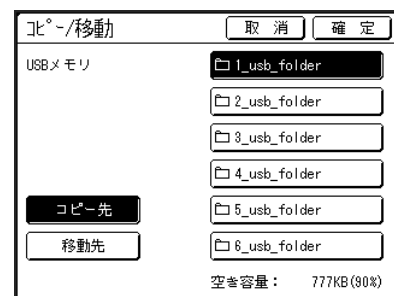 ｺﾋﾟｰ/移動
取 消
確 定
USBメモリ
1_usb_folder
2_usb_folder
3_usb_folder
4_usb_folder
コピー先
5_usb_folder
移動先
6_usb_folder
空き容量： 777KB(90%)